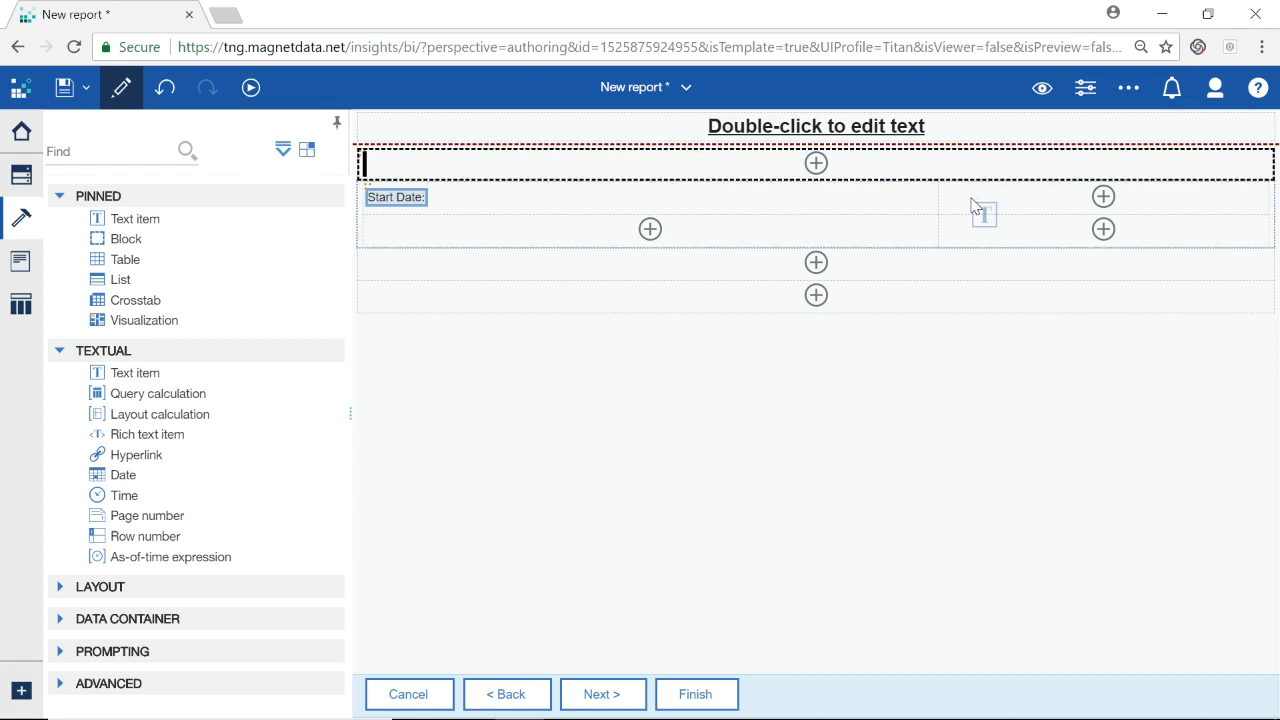 New report *
Secure
https://tng.magnetdata.net/insights/bi/?perspective=authoring&id=1525875924955&isTemplate=true&UIProfile=Titan&isViewer=false&isPreview=fals...
New report *
Find
PINNED
Text item
Block
Table
List
Crosstab
Visualization
TEXTUAL
Text item
Query calculation
Layout calculation
Rich text item
Hyperlink
Date
Time
Page number
Row number
As-of-time expression
LAYOUT
DATA CONTAINER
PROMPTING
ADVANCED
Double-click to edit text
Start Date:
Cancel
< Back
Next >
Finish